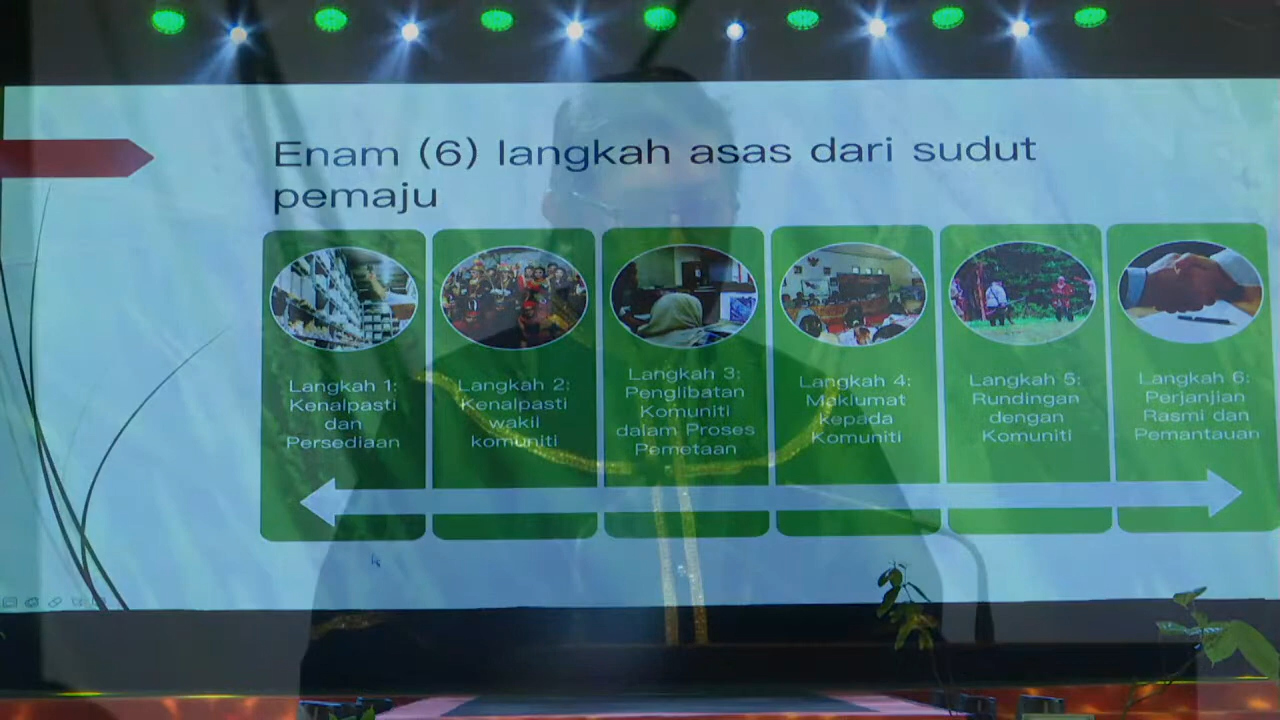 Enam (6) langkah asas dari sudut
pemaju
Langkah 1:
Kenalpasti
dan
Persediaan
Langkah 2:
Kenalpasti
wakil
komuniti
Langkah 3:
Penglibatan
Komuniti
dalam Proses
Pemetaan
Langkah 4:
Maklumat
kepada
Komuniti
Langkah 5:
Rundingan
dengan
Komuniti
Langkah 6:
Perjanjian
Rasmi dan
Pemantauan